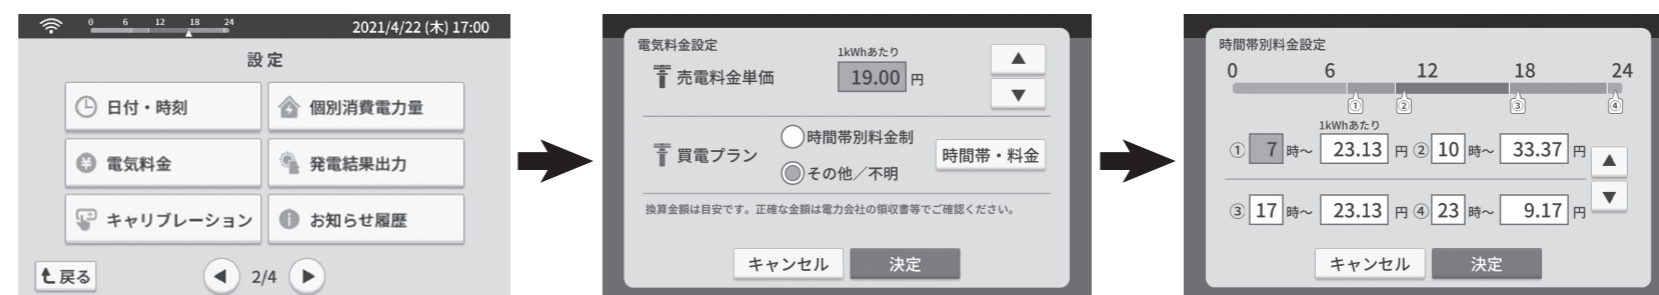 0 6 12 18 24
2021/4/22 (木) 17:00
設定
日付・時刻
個別消費電力量
電気料金
発電結果出力
キャリブレーション
お知らせ履歴
戻る
2/4
電気料金設定
1kWhあたり
売電料金単価 19.00 円
買電プラン
時間帯別料金制
その他／不明
時間帯・料金
換算金額は目安です。正確な金額は電力会社の領収書等でご確認ください。
キャンセル 決定
時間帯別料金設定
0 6 12 18 24
① ② ③ ④
1kWhあたり
① 7 時～ 23.13 円 ② 10 時～ 33.37 円
③ 17 時～ 23.13 円 ④ 23 時～ 9.17 円
キャンセル 決定